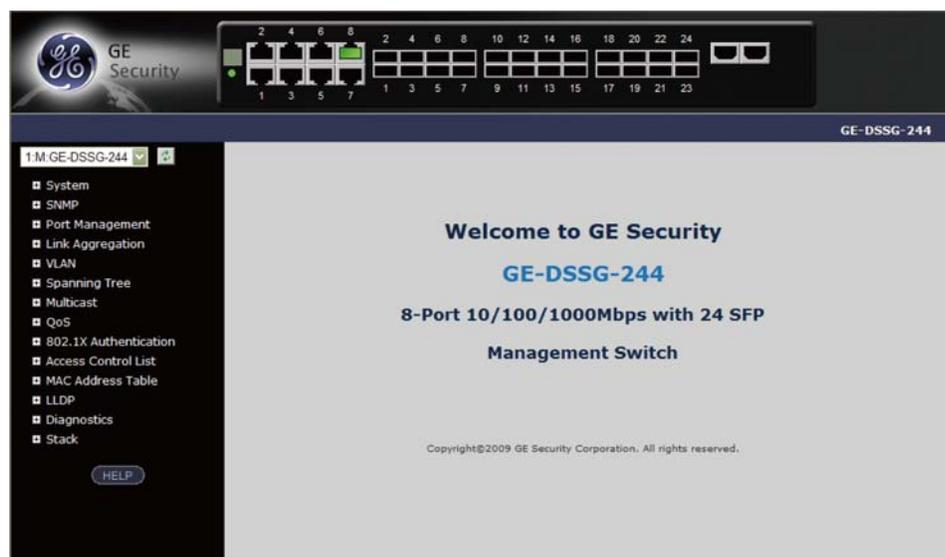 GE
Security
2 4 6 8
2 4 6 8 10 12 14 16 18 20 22 24
1 3 5 7
1 3 5 7 9 11 13 15 17 19 21 23
GE-DSSG-244
1:M:GE-DSSG-244
System
SNMP
Port Management
Link Aggregation
VLAN
Spanning Tree
Multicast
QoS
802.1X Authentication
Access Control List
MAC Address Table
LLDP
Diagnostics
Stack
HELP
Welcome to GE Security
GE-DSSG-244
8-Port 10/100/1000Mbps with 24 SFP
Management Switch
Copyright©2009 GE Security Corporation. All rights reserved.